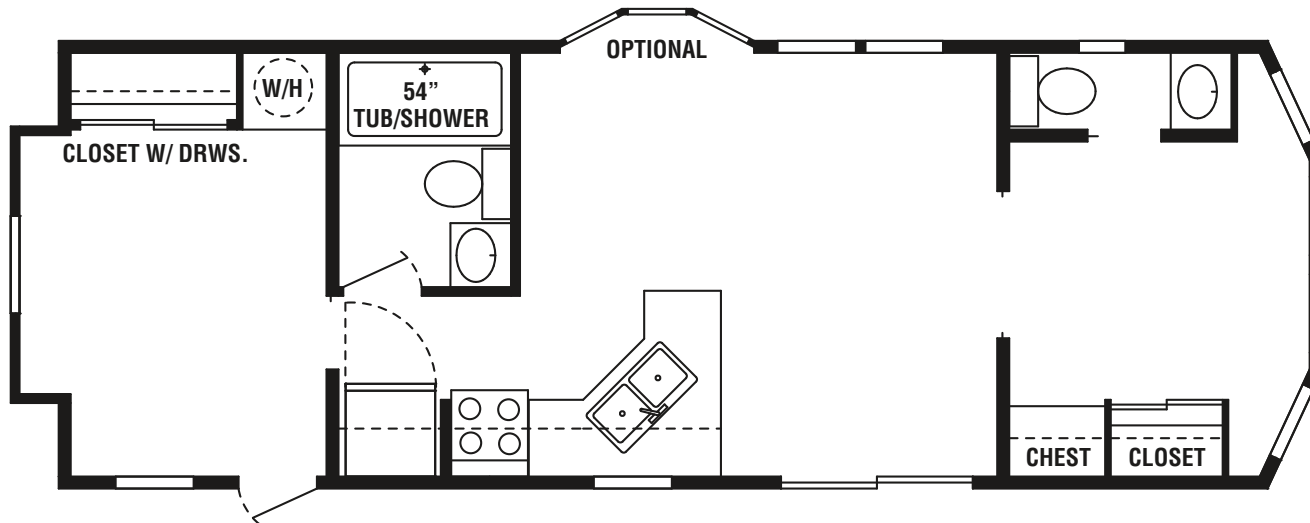 OPTIONAL
W/H
54”
TUB/SHOWER
CLOSET W/ DRWS.
CHEST
CLOSET